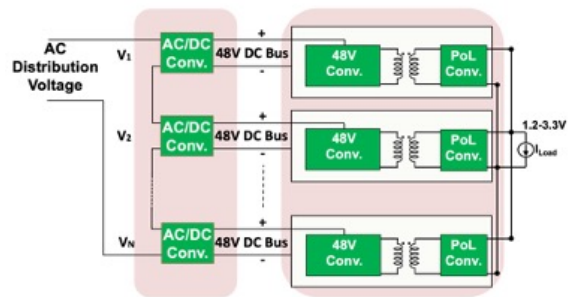 AC
Distribution
Voltage
V1
AC/DC
Conv.
+
48V DC Bus
-
48V
Conv.
PoL
Conv.
V2
AC/DC
Conv.
+
48V DC Bus
-
48V
Conv.
PoL
Conv.
1.2-3.3V
ILoad
VN
AC/DC
Conv.
+
48V DC Bus
-
48V
Conv.
PoL
Conv.